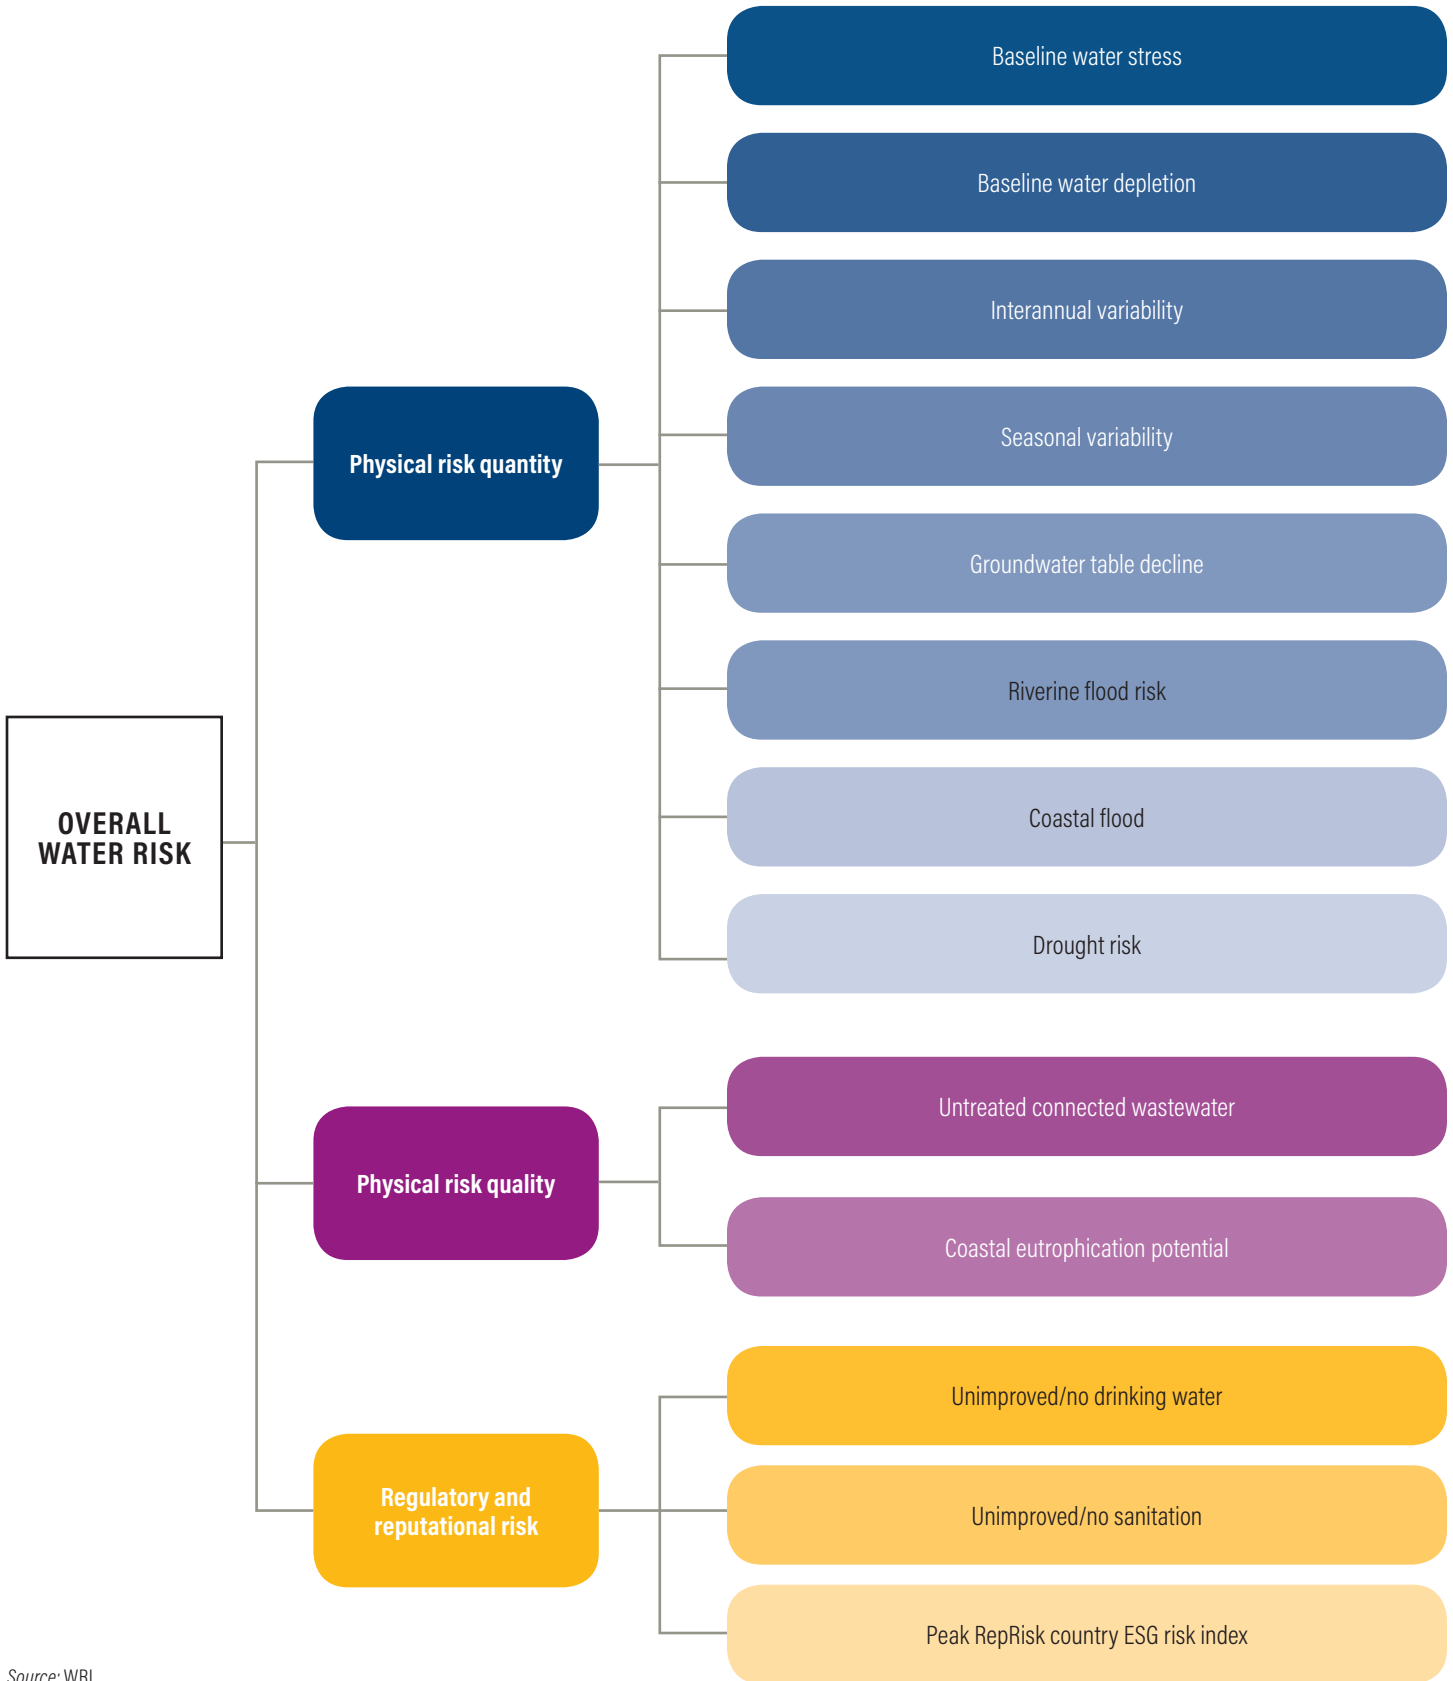 Baseline water stress
Baseline water depletion
Interannual variability
Seasonal variability
Physical risk quantity
Groundwater table decline
Riverine flood risk
OVERALL
WATER RISK
Coastal flood
Drought risk
Untreated connected wastewater
Physical risk quality
Coastal eutrophication potential
Unimproved/no drinking water
Regulatory and
reputational risk
Unimproved/no sanitation
Peak RepRisk country ESG risk index
Source: WRI